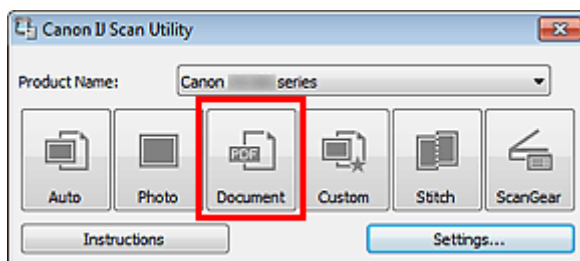 Canon IJ Scan Utility
Product Name: Canon series
Auto Photo PDF Document Custom Stitch ScanGear
Instructions Settings...